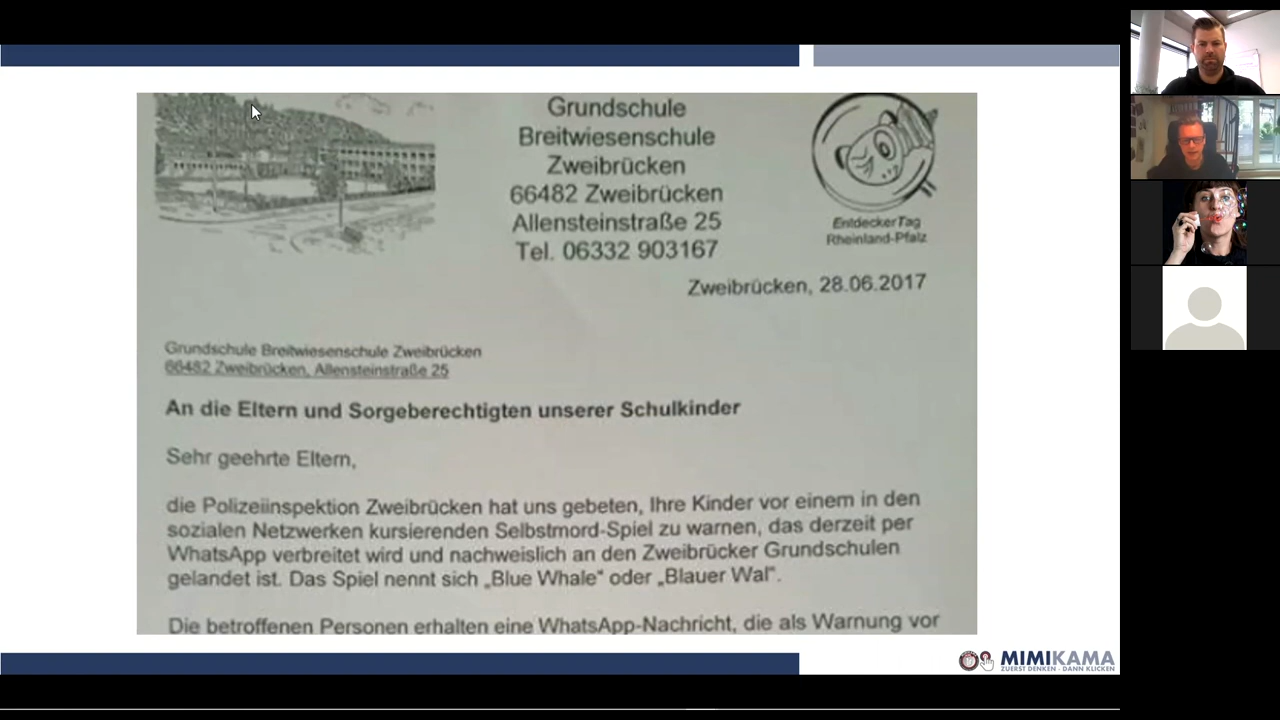 Grundschule
Breitwiesenschule
Zweibrücken
66482 Zweibrücken
Allensteinstraße 25
Tel. 06332 903167
EntdeckerTag
Rheinland-Pfalz
Zweibrücken, 28.06.2017
Grundschule Breitwiesenschule Zweibrücken
66482 Zweibrücken, Allensteinstraße 25
An die Eltern und Sorgeberechtigten unserer Schulkinder
Sehr geehrte Eltern,
die Polizeiinspektion Zweibrücken hat uns gebeten, Ihre Kinder vor einem in den
sozialen Netzwerken kursierenden Selbstmord-Spiel zu warnen, das derzeit per
WhatsApp verbreitet wird und nachweislich an den Zweibrücker Grundschulen
gelandet ist. Das Spiel nennt sich „Blue Whale“ oder „Blauer Wal“.
Die betroffenen Personen erhalten eine WhatsApp-Nachricht, die als Warnung vor
MIMIKAMA
ZUERST DENKEN - DANN KLICKEN